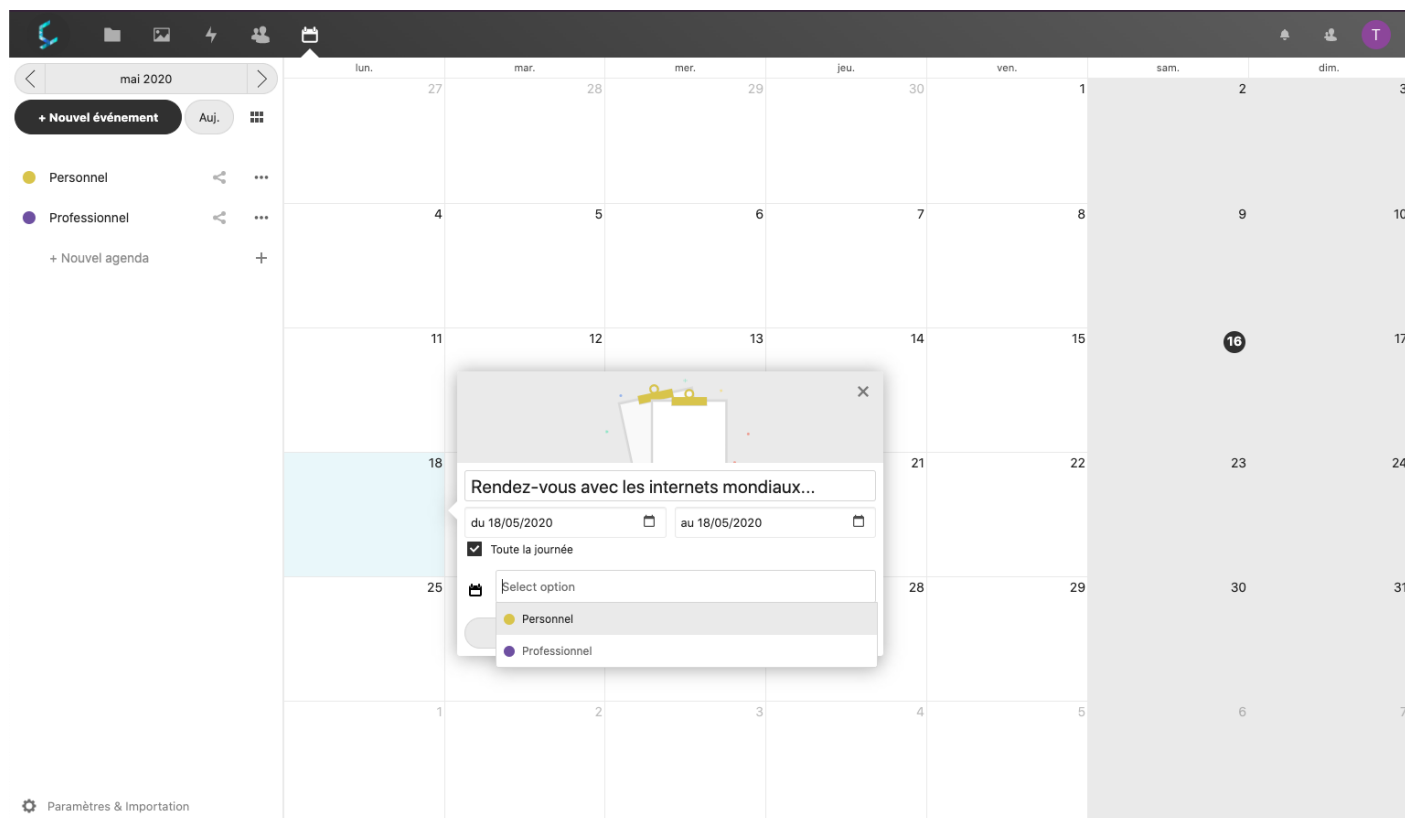 T
mai 2020
+ Nouvel événement
Auj.
Personnel
Professionnel
+ Nouvel agenda
Paramètres & Importation
lun. mar. mer. jeu. ven. sam. dim.
27 28 29 30 1 2 3
4 5 6 7 8 9 10
11 12 13 14 15 16 17
18 21 22 23 24
25 28 29 30 31
1 2 3 4 5 6 7
Rendez-vous avec les internets mondiaux...
du 18/05/2020 au 18/05/2020
Toute la journée
Select option
Personnel
Professionnel